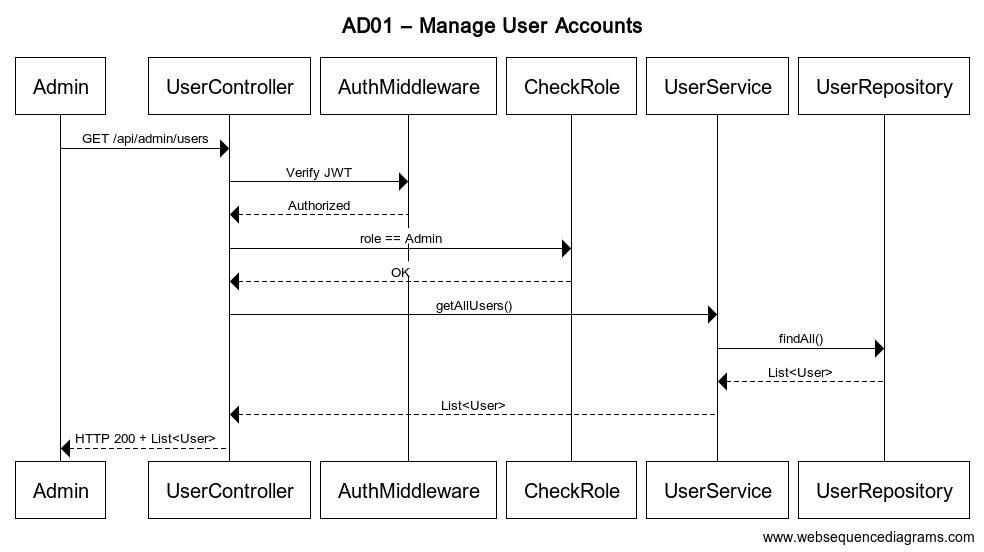 AD01 – Manage User Accounts
Admin
UserController
AuthMiddleware
CheckRole
UserService
UserRepository
GET /api/admin/users
Verify JWT
Authorized
role == Admin
OK
getAllUsers()
findAll()
List<User>
List<User>
HTTP 200 + List<User>
Admin
UserController
AuthMiddleware
CheckRole
UserService
UserRepository
www.websequencediagrams.com